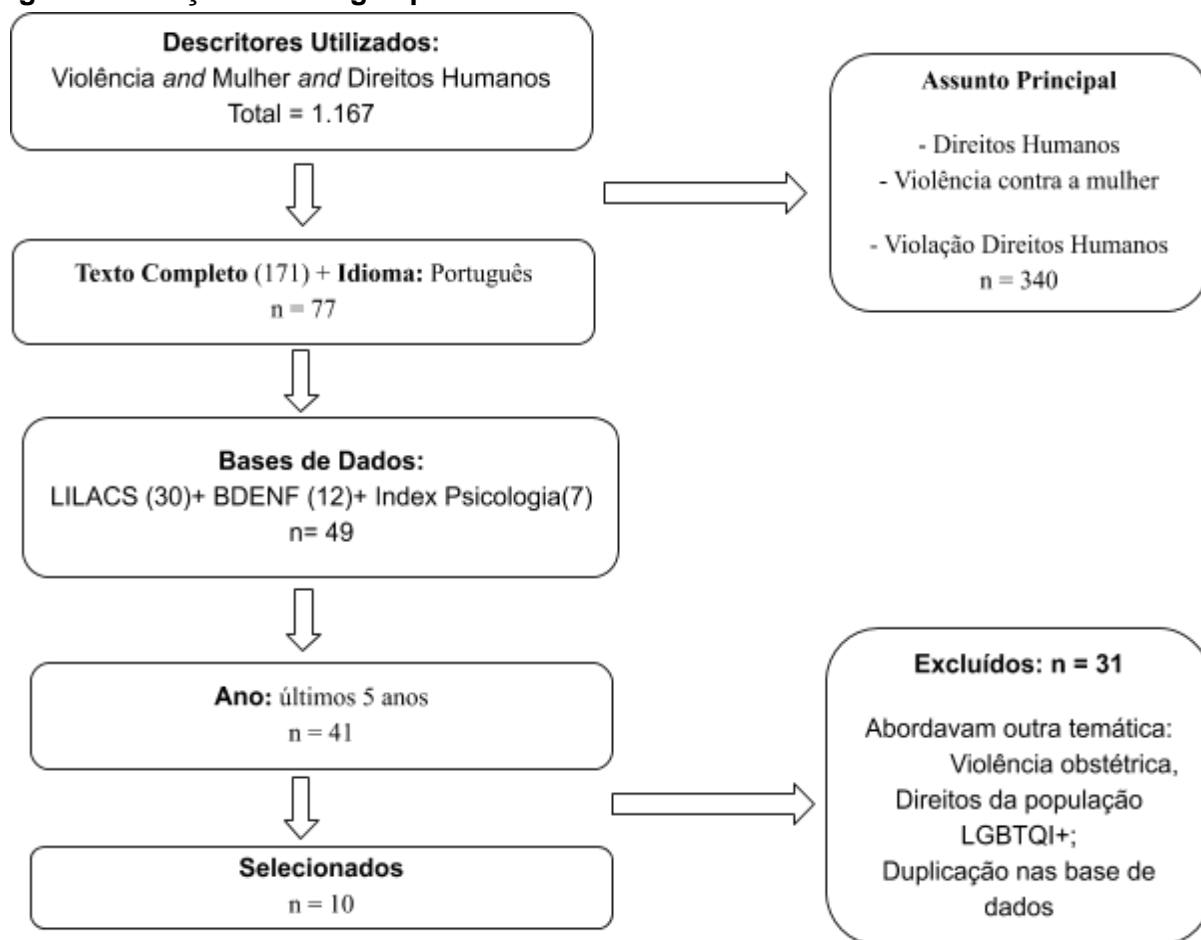 Descritores Utilizados:
Violência and Mulher and Direitos Humanos
Total = 1.167
Assunto Principal
- Direitos Humanos
- Violência contra a mulher
- Violação Direitos Humanos
n = 340
Texto Completo (171) + Idioma: Português
n = 77
Bases de Dados:
LILACS (30)+ BDENF (12)+ Index Psicologia(7)
n= 49
Ano: últimos 5 anos
n = 41
Excluídos: n = 31
Abordavam outra temática:
Violência obstétrica,
Direitos da população
LGBTQI+;
Duplicação nas base de
dados
Selecionados
n = 10